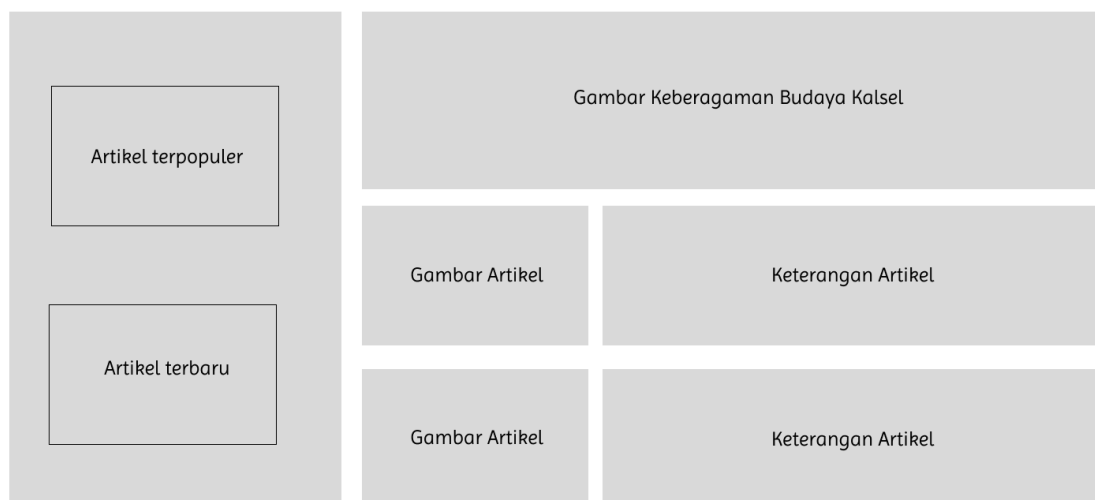 Artikel terpopuler
Artikel terbaru
Gambar Keberagaman Budaya Kalsel
Gambar Artikel
Keterangan Artikel
Gambar Artikel
Keterangan Artikel